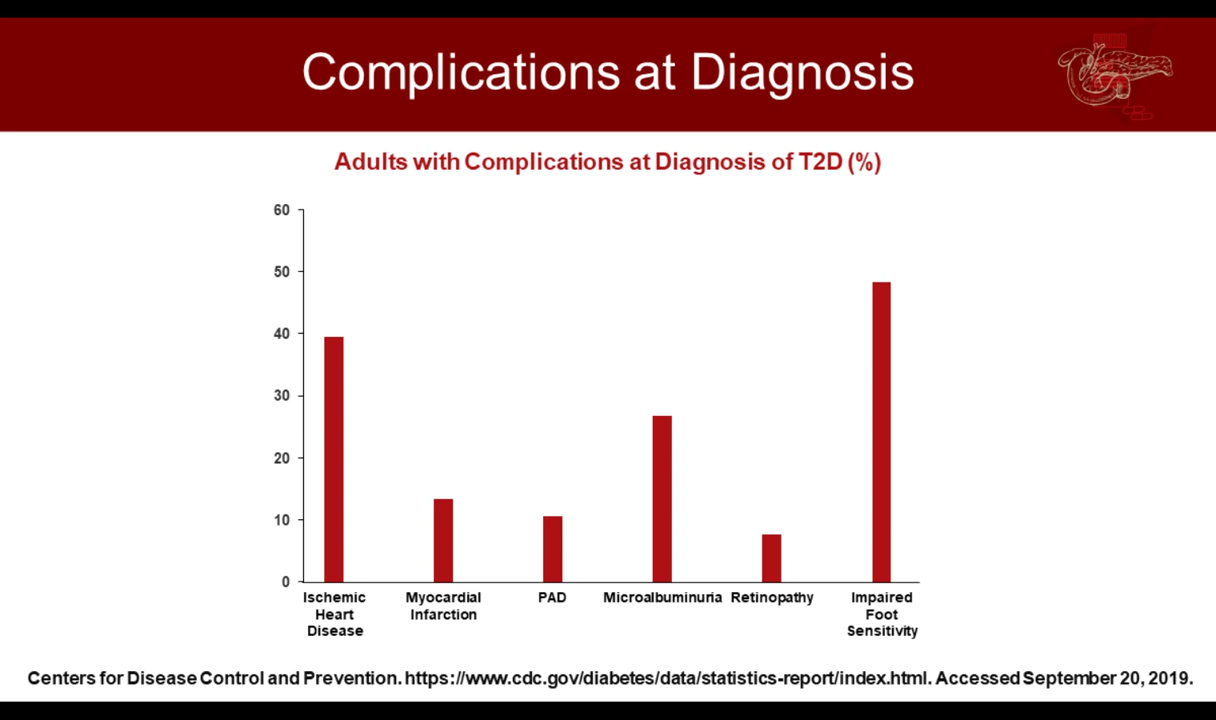 Complications at Diagnosis
Adults with Complications at Diagnosis of T2D (%)
60
50
40
30
20
10
0
Ischemic
Heart
Disease
Myocardial
Infarction
PAD
Microalbuminuria
Retinopathy
Impaired
Foot
Sensitivity
Centers for Disease Control and Prevention. https://www.cdc.gov/diabetes/data/statistics-report/index.html. Accessed September 20, 2019.